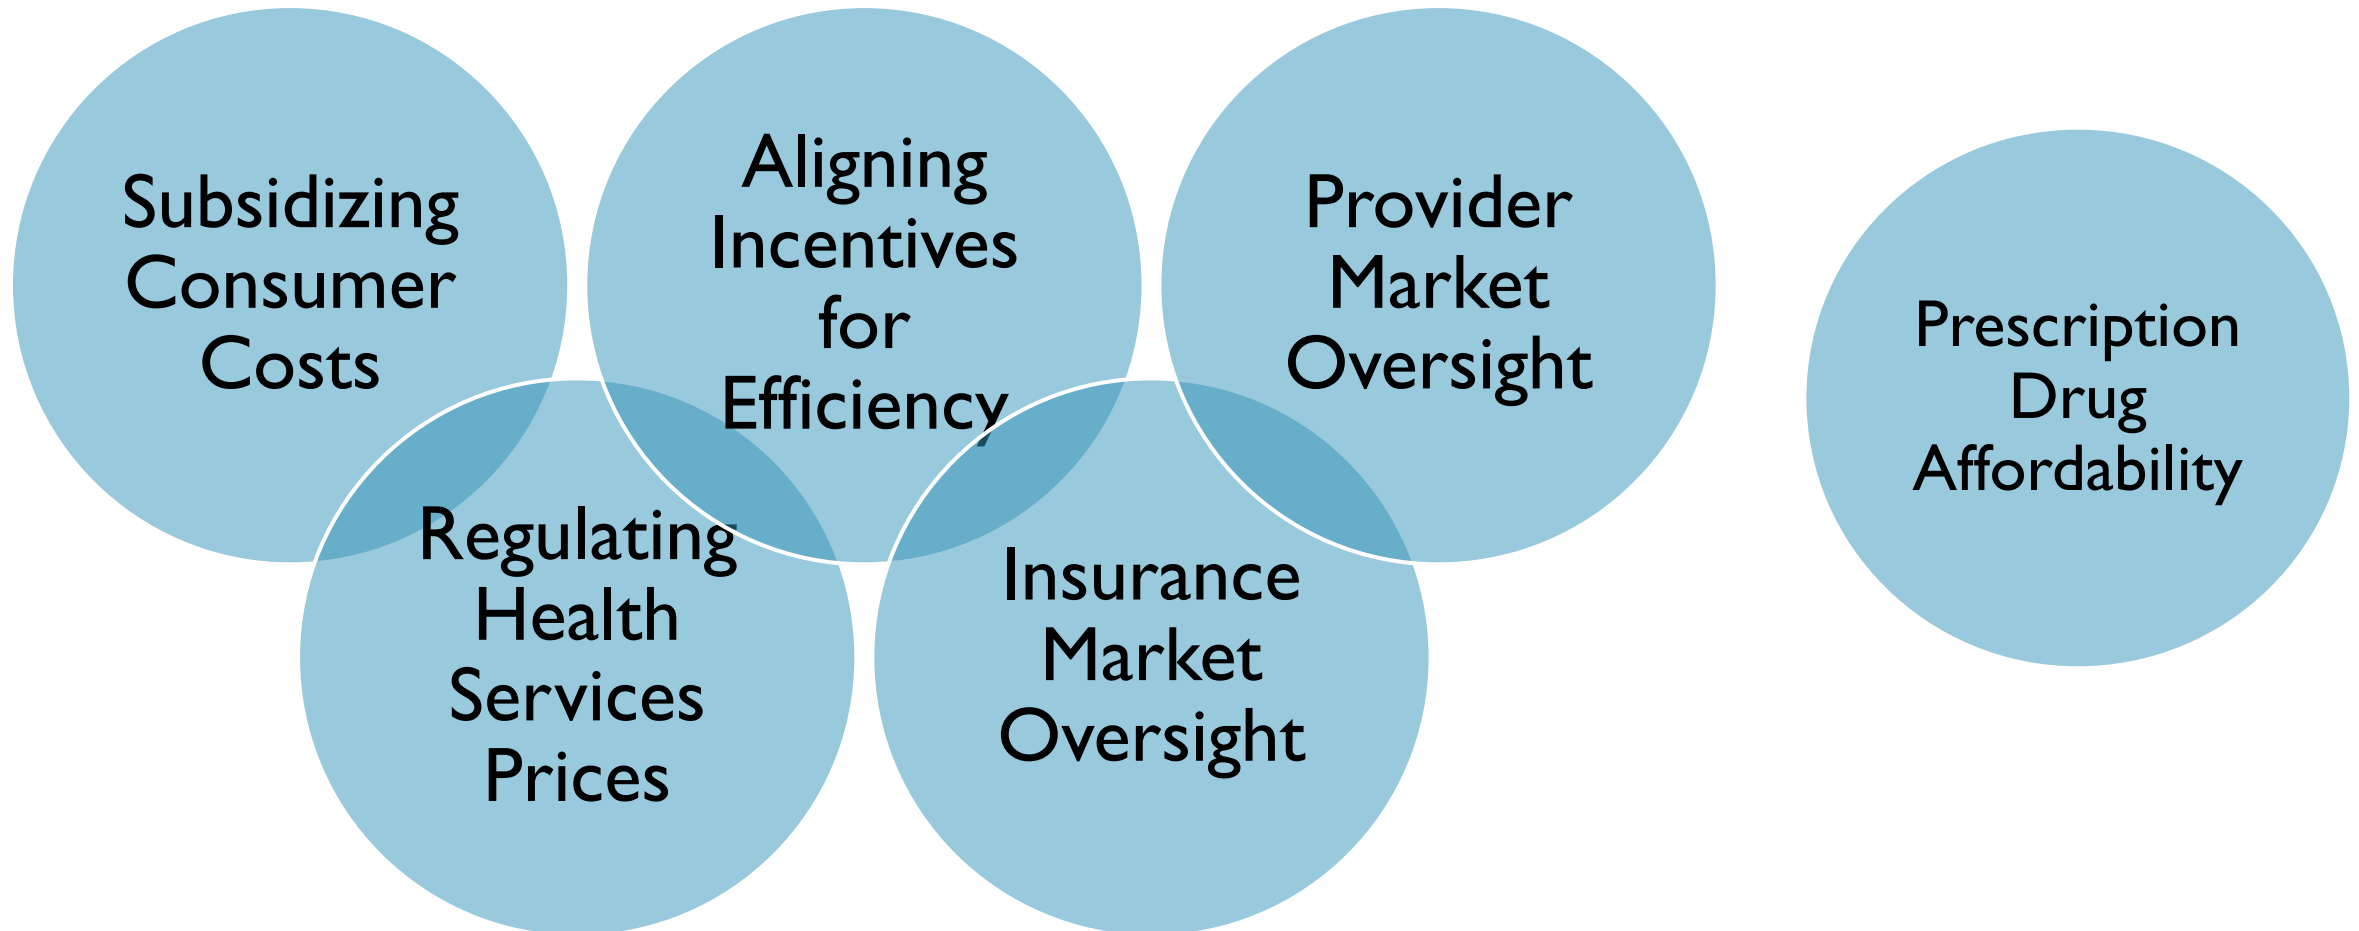 Subsidizing
Consumer
Costs
Aligning
Incentives
for
Efficiency
Provider
Market
Oversight
Prescription
Drug
Affordability
Regulating
Health
Services
Prices
Insurance
Market
Oversight